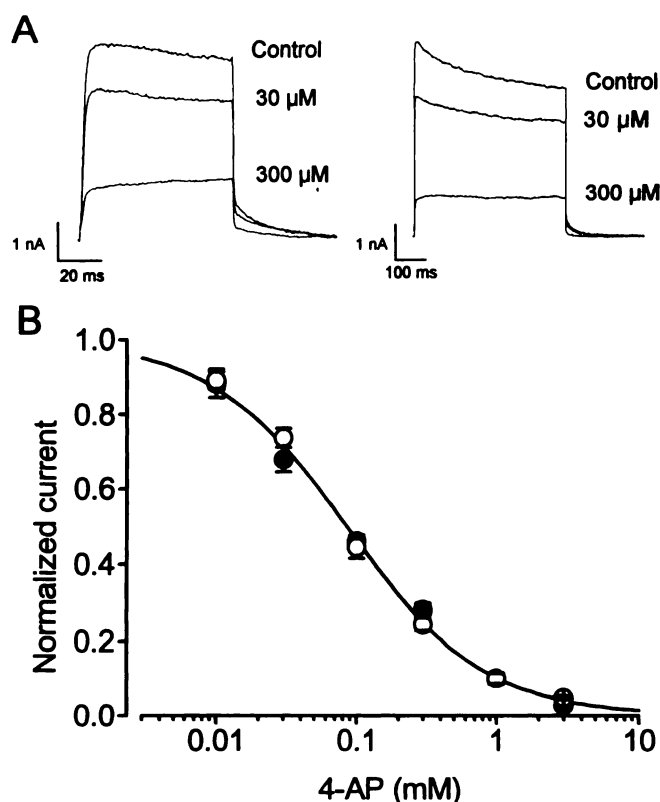 A
Control
30 µM
300 µM
1 nA
20 ms
Control
30 µM
300 µM
1 nA
100 ms
B
1.0
0.8
0.6
0.4
0.2
0.0
Normalized current
0.01 0.1 1 10
4-AP (mM)